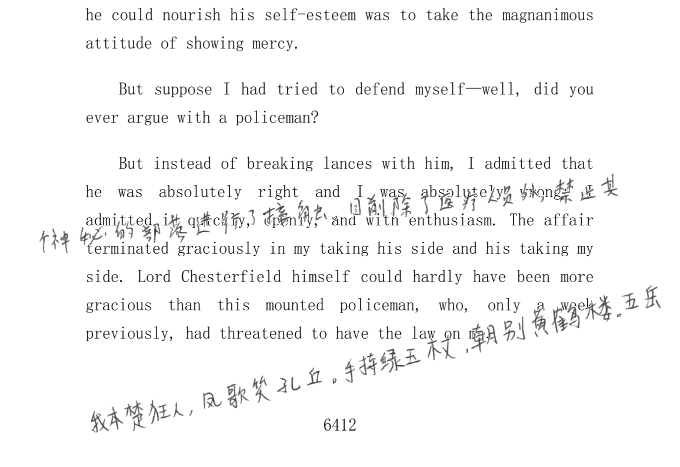 he could nourish his self-esteem was to take the magnanimous
attitude of showing mercy.
But suppose I had tried to defend myself—well, did you
ever argue with a policeman?
But instead of breaking lances with him, I admitted that
he was absolutely right and I was absolutely wrong; I
admitted it quickly, openly, and with enthusiasm. The affair
个神秘的部落进行了接触。目前除了医疗人员外，禁止其
terminated graciously in my taking his side and his taking my
side. Lord Chesterfield himself could hardly have been more
gracious than this mounted policeman, who, only a week
previously, had threatened to have the law on me.
我本楚狂人，凤歌笑孔丘。手持绿玉杖，朝别黄鹤楼。五岳
6412